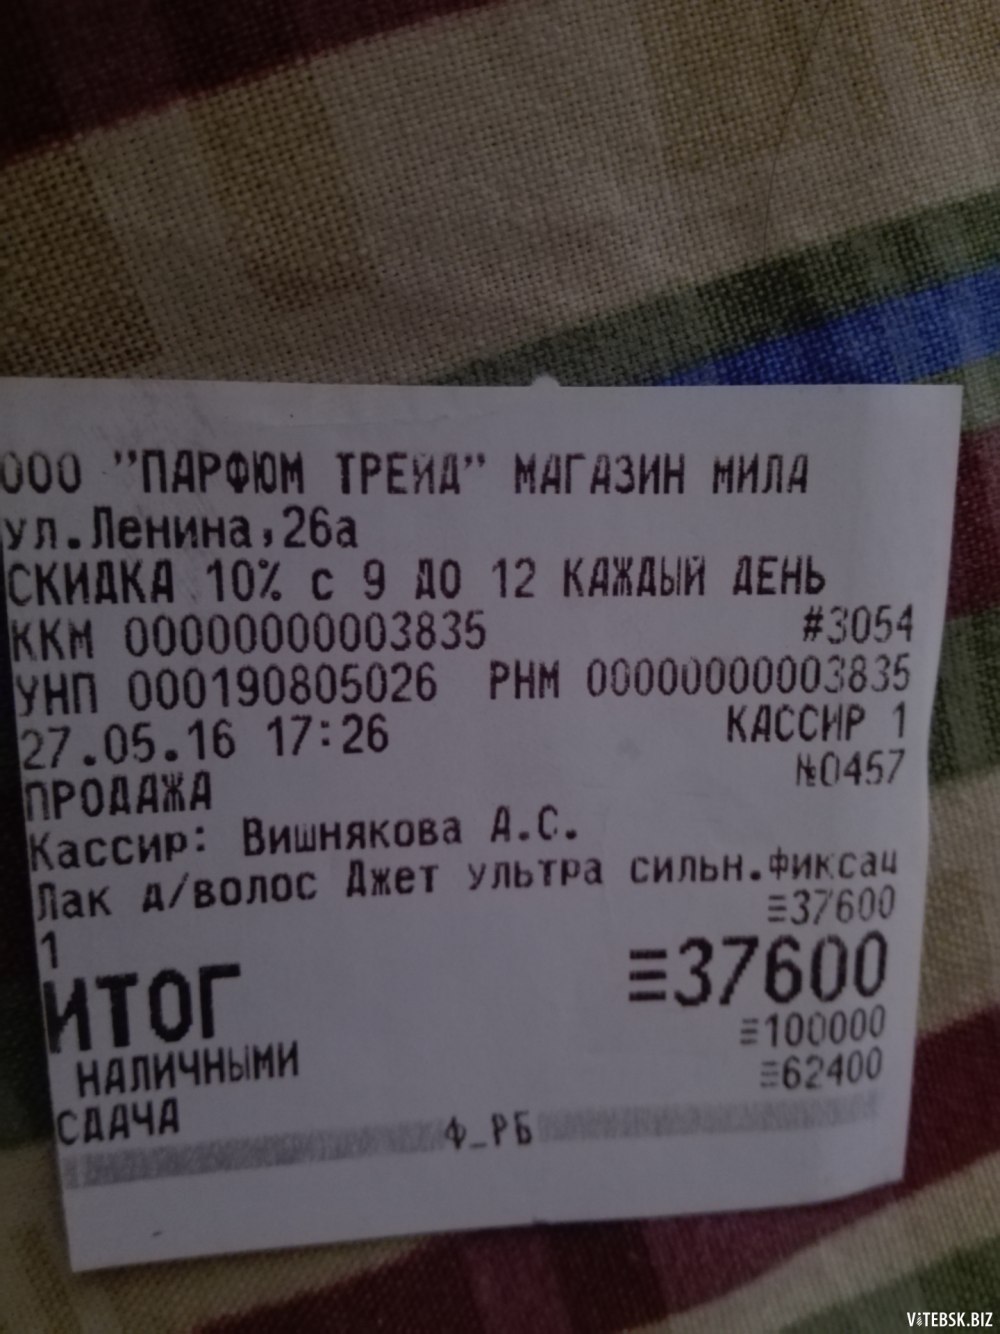 ООО "ПАРФЮМ ТРЕЙД" МАГАЗИН МИЛА
ул.Ленина,26а
СКИДКА 10% с 9 ДО 12 КАЖДЫЙ ДЕНЬ
ККМ 00000000003835 #3054
УНП 000190805026 РНМ 00000000003835
27.05.16 17:26 КАССИР 1
ПРОДАЖА №0457
Кассир: Вишнякова А.С.
Лак д/волос Джет ультра сильн.фиксац
1 ≡37600
ИТОГ ≡37600
НАЛИЧНЫМИ ≡100000
СДАЧА ≡62400
Ф_РБ
VITEBSK.BIZ